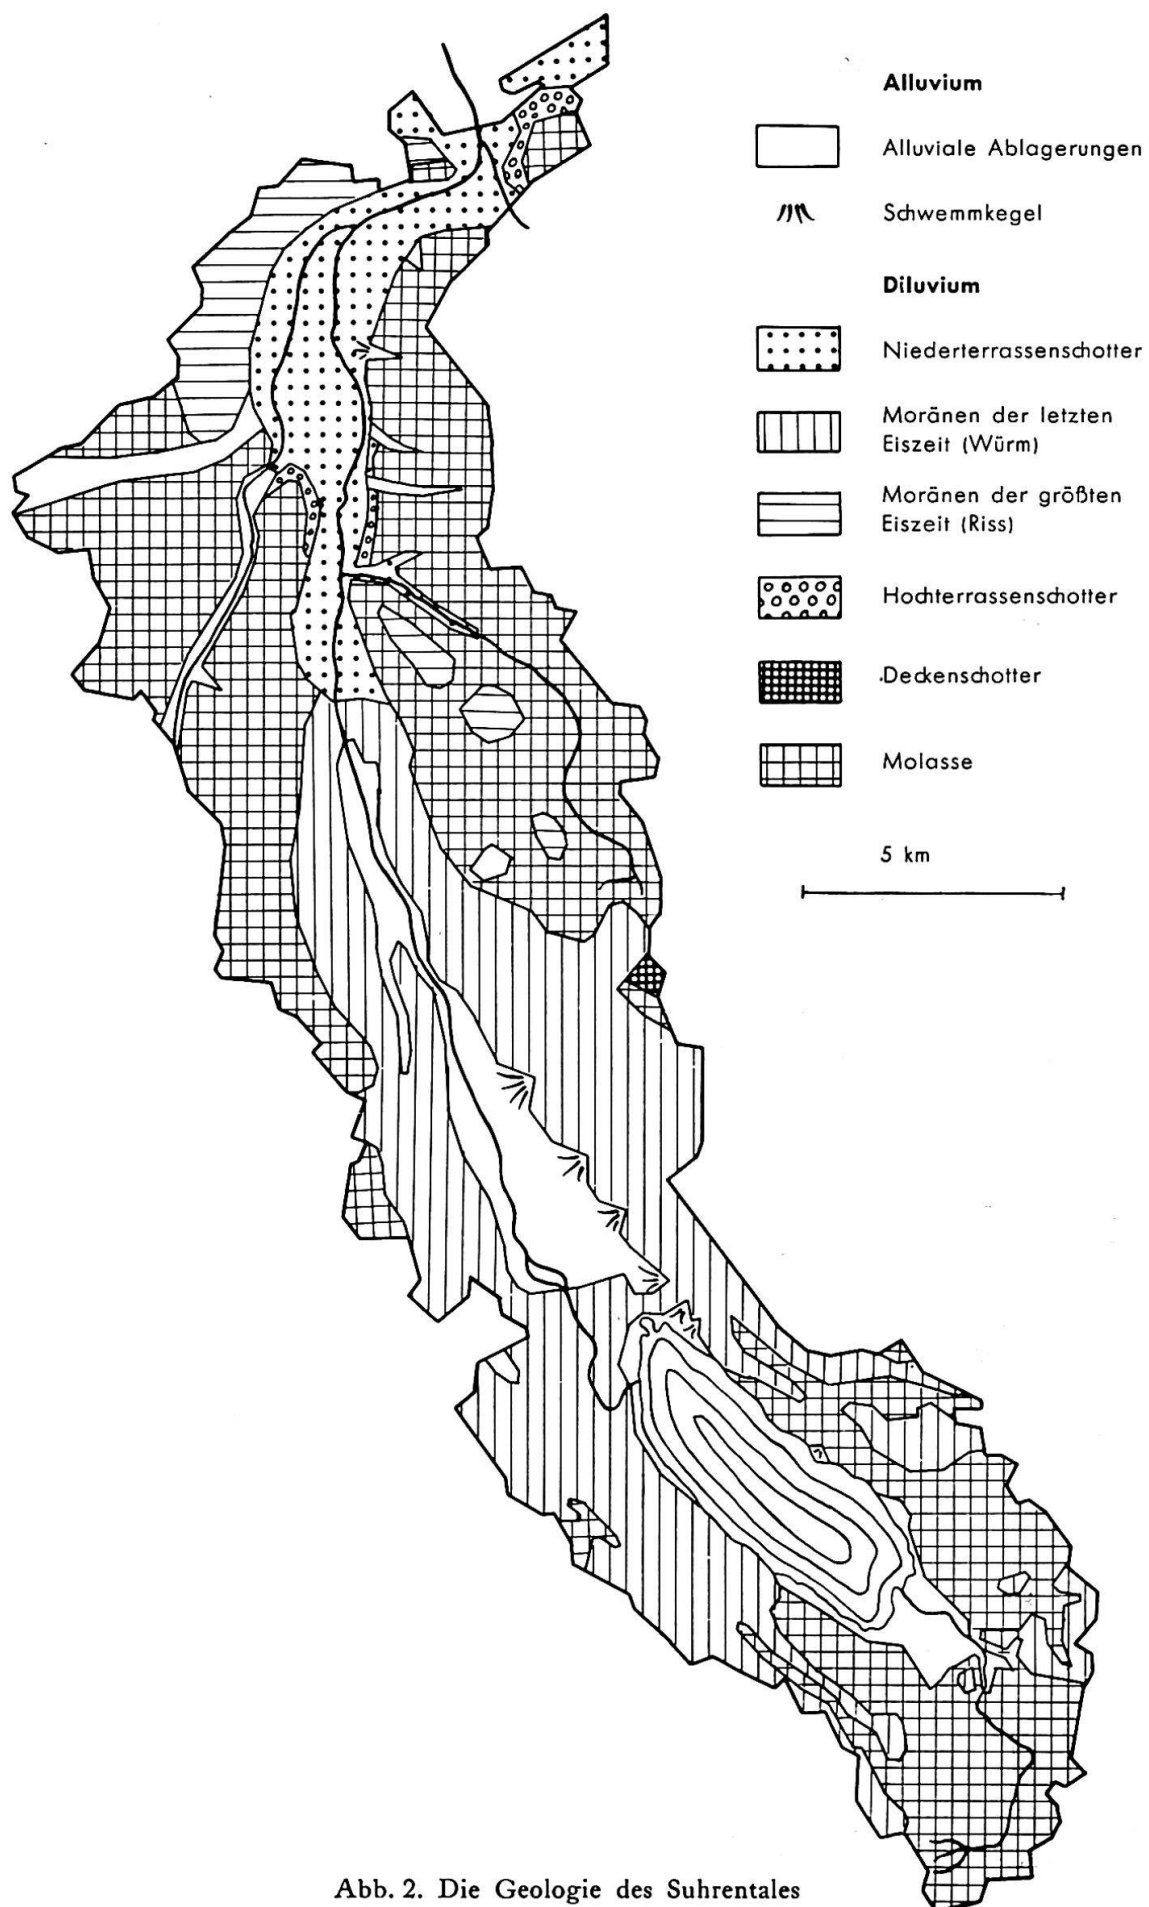 Alluvium
Alluviale Ablagerungen
Schwemmkegel
Diluvium
Niederterrassenschotter
Moränen der letzten
Eiszeit (Würm)
Moränen der größten
Eiszeit (Riss)
Hochterrassenschotter
Deckenschotter
Molasse
5 km
Abb. 2. Die Geologie des Suhrentales